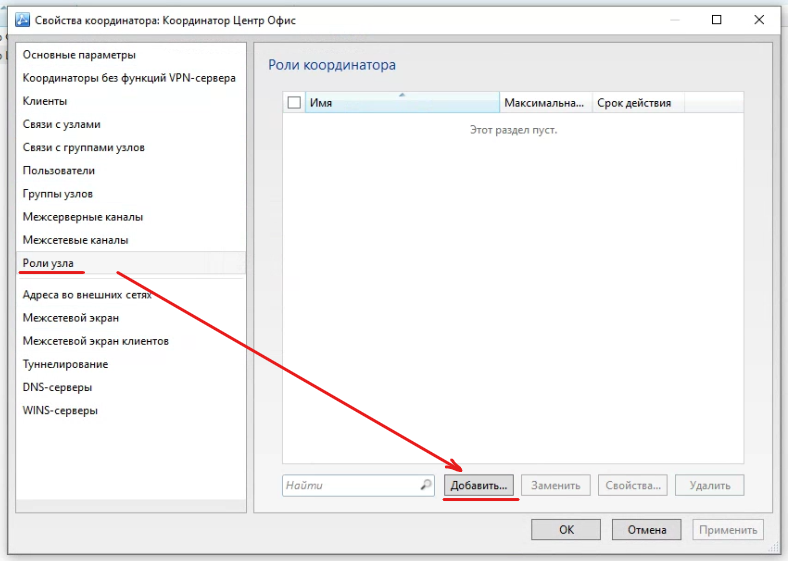 Свойства координатора: Координатор Центр Офис
Основные параметры
Координаторы без функций VPN-сервера
Клиенты
Связи с узлами
Связи с группами узлов
Пользователи
Группы узлов
Межсерверные каналы
Межсетевые каналы
Роли узла
Адреса во внешних сетях
Межсетевой экран
Межсетевой экран клиентов
Туннелирование
DNS-серверы
WINS-серверы
Роли координатора
Имя Максимальна... Срок действия
Этот раздел пуст.
Найти Добавить... Заменить Свойства... Удалить
ОК Отмена Применить